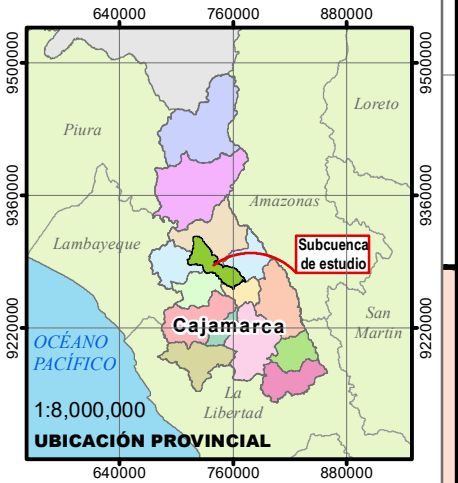 640000 760000 880000
9500000 9500000
Loreto
Piura
9360000 9360000
Amazonas
Lambayeque
Subcuenca
de estudio
9220000 9220000
Cajamarca
San
Martín
OCÉANO
PACÍFICO
La
Libertad
1:8,000,000
UBICACIÓN PROVINCIAL
640000 760000 880000